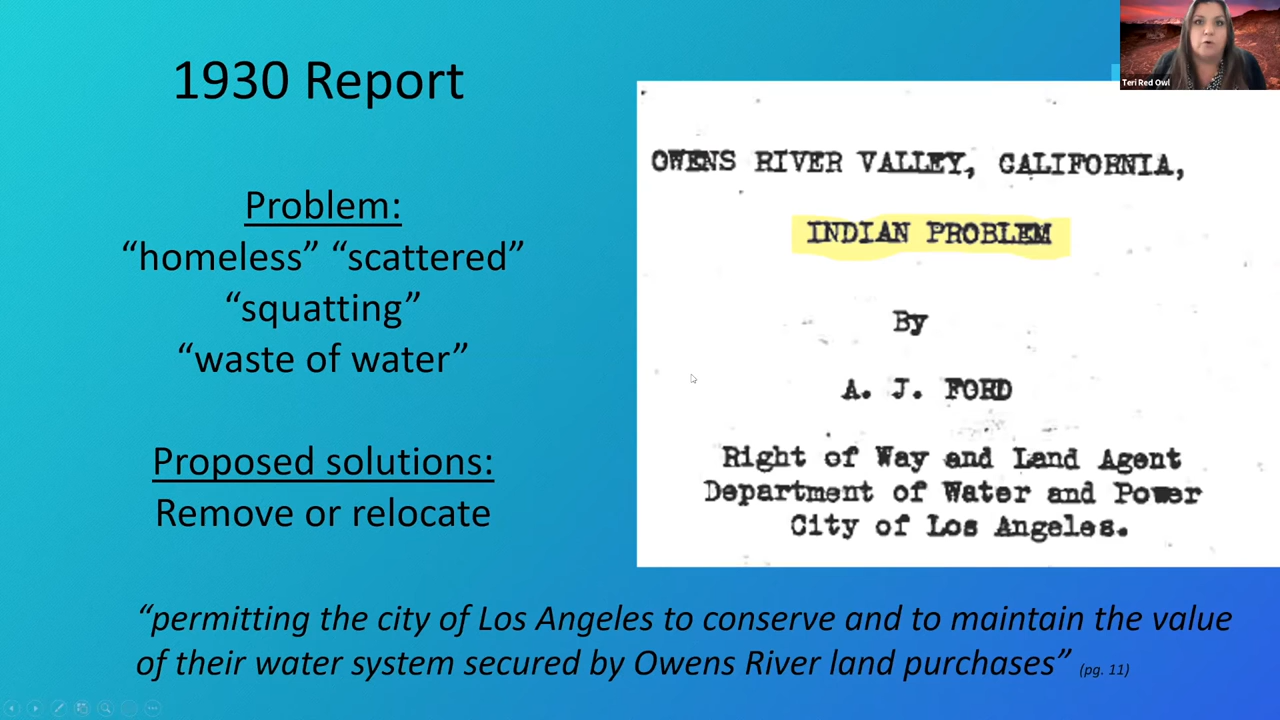 1930 Report
Problem:
“homeless” “scattered”
“squatting”
“waste of water”
Proposed solutions:
Remove or relocate
OWENS RIVER VALLEY, CALIFORNIA,
INDIAN PROBLEM
By
A. J. FORD
Right of Way and Land Agent
Department of Water and Power
City of Los Angeles.
“permitting the city of Los Angeles to conserve and to maintain the value
of their water system secured by Owens River land purchases” (pg. 11)
Teri Red Owl